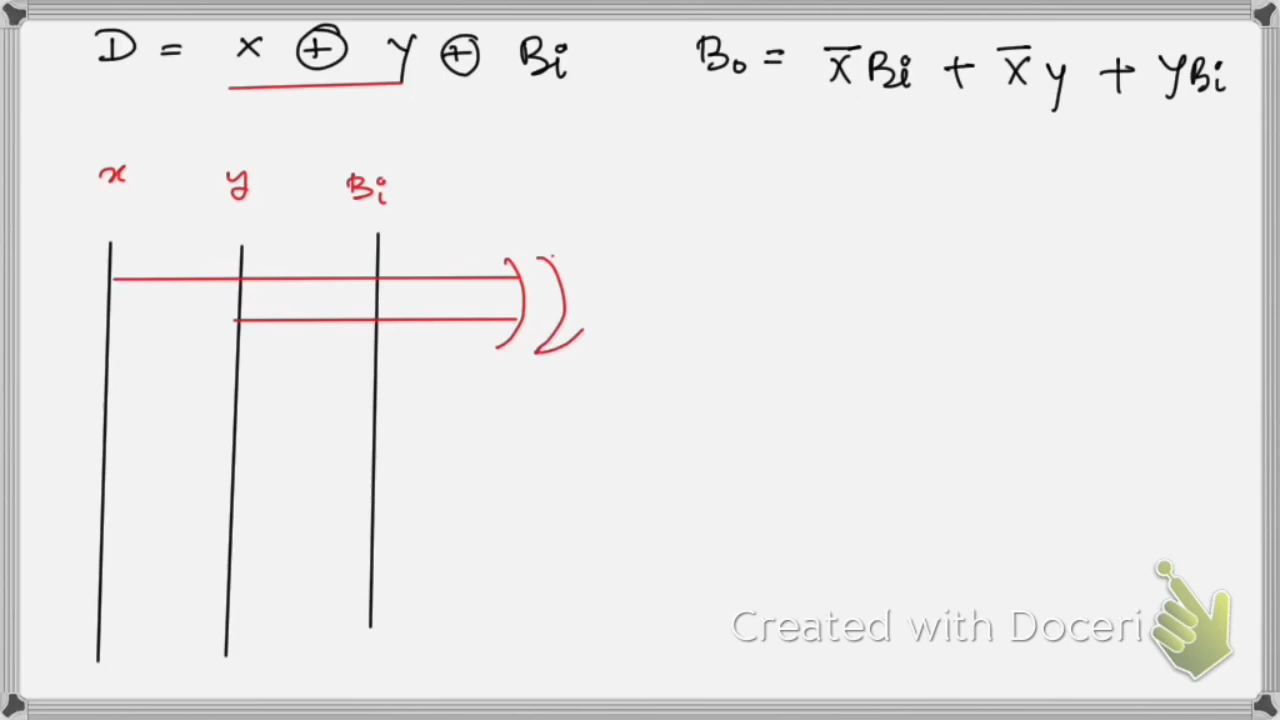 D = x ⊕ y ⊕ Bi
B₀ = x̅Bi + x̅y + yBi
x y Bi
Created with Doceri